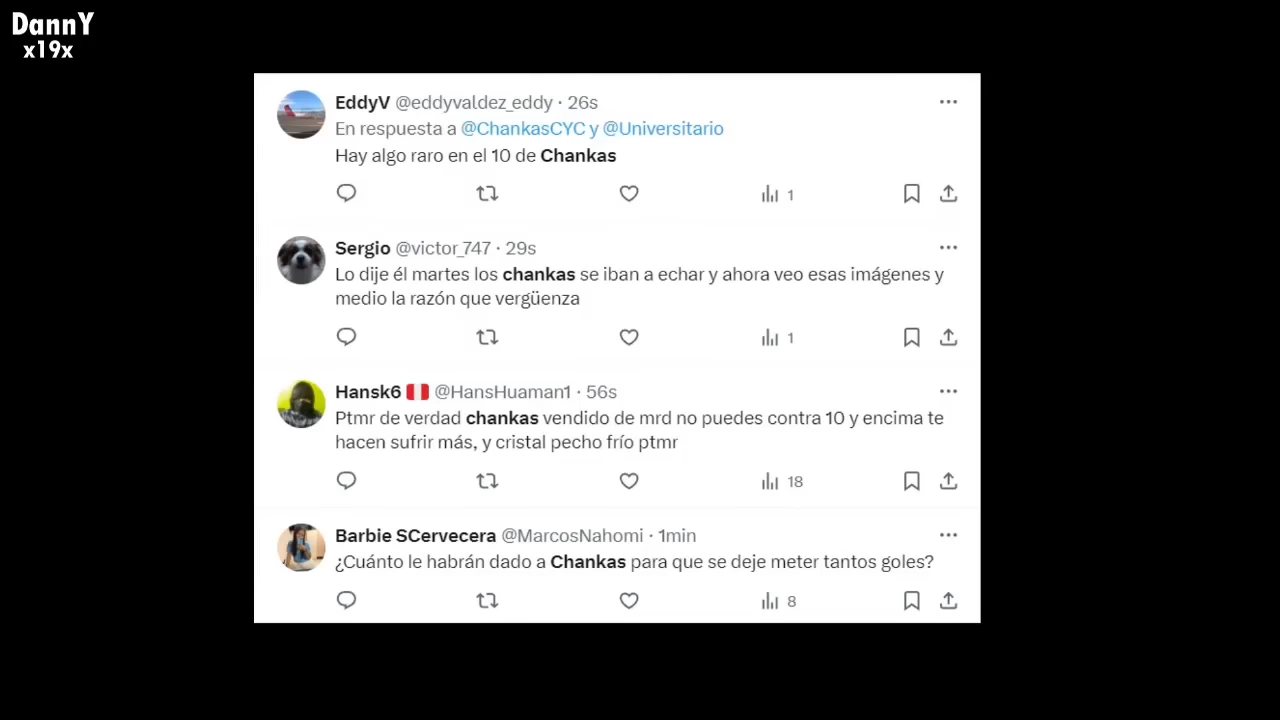 DannY
x19x
EddyV @eddyvaldez_eddy · 26s
En respuesta a @ChankasCYC y @Universitario
Hay algo raro en el 10 de Chankas
1
Sergio @victor_747 · 29s
Lo dije él martes los chankas se iban a echar y ahora veo esas imágenes y
medio la razón que vergüenza
1
Hansk6 🇵🇪 @HansHuaman1 · 56s
Ptmr de verdad chankas vendido de mrd no puedes contra 10 y encima te
hacen sufrir más, y cristal pecho frío ptmr
18
Barbie SCervecera @MarcosNahomi · 1min
¿Cuánto le habrán dado a Chankas para que se deje meter tantos goles?
8